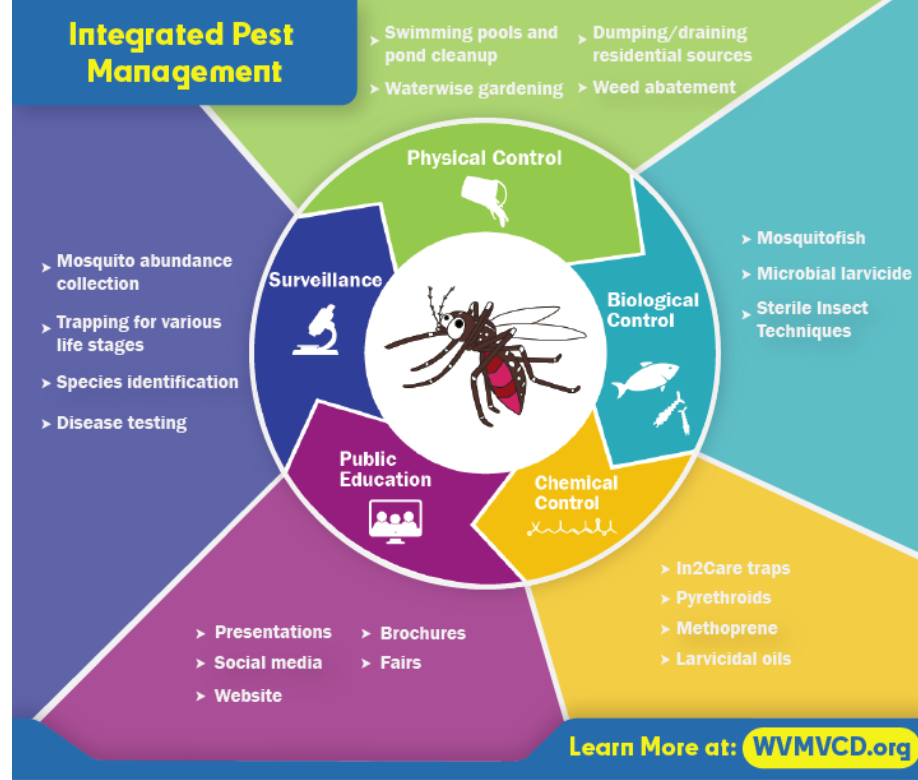 Integrated Pest
Management
➤ Swimming pools and
pond cleanup
➤ Waterwise gardening
➤ Dumping/draining
residential sources
➤ Weed abatement
Physical Control
Surveillance
➤ Mosquito abundance
collection
➤ Trapping for various
life stages
➤ Species identification
➤ Disease testing
Biological
Control
➤ Mosquitofish
➤ Microbial larvicide
➤ Sterile Insect
Techniques
Public
Education
Chemical
Control
➤ In2Care traps
➤ Pyrethroids
➤ Methoprene
➤ Larvicidal oils
➤ Presentations
➤ Social media
➤ Website
➤ Brochures
➤ Fairs
Learn More at: WVMVCD.org